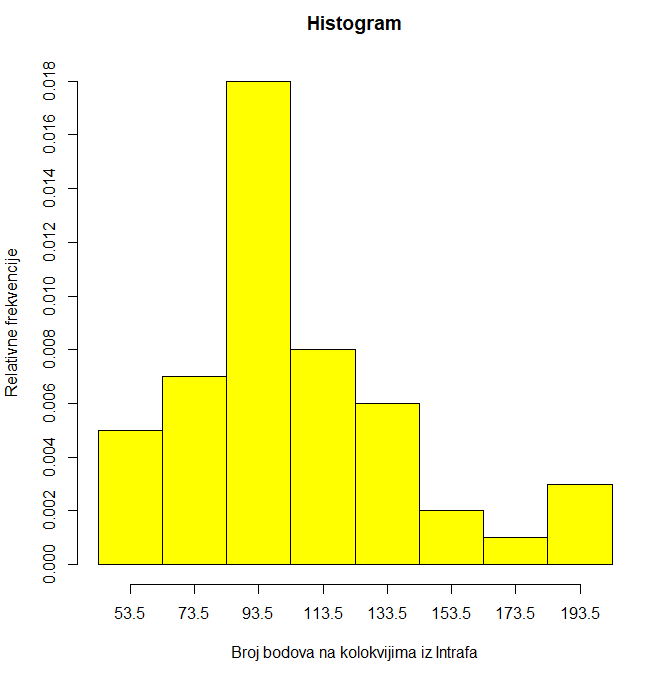 Histogram
Relativne frekvencije
0.018
0.016
0.014
0.012
0.010
0.008
0.006
0.004
0.002
0.000
53.5 73.5 93.5 113.5 133.5 153.5 173.5 193.5
Broj bodova na kolokvijima iz Intrafa